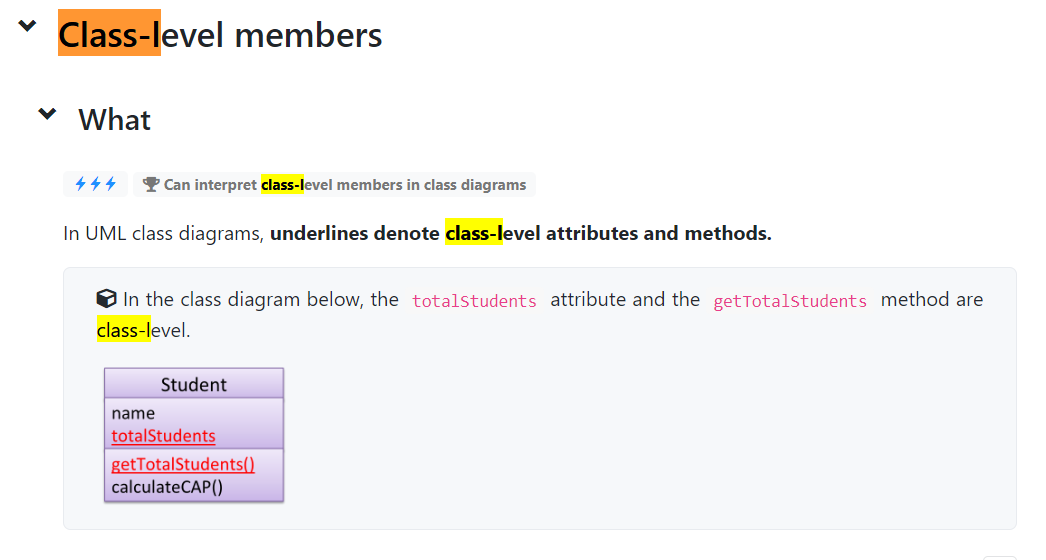 Class-level members
What
Can interpret class-level members in class diagrams
In UML class diagrams, underlines denote class-level attributes and methods.
In the class diagram below, the totalStudents attribute and the getTotalStudents method are
class-level.
Student
name
totalStudents
getTotalStudents()
calculateCAP()